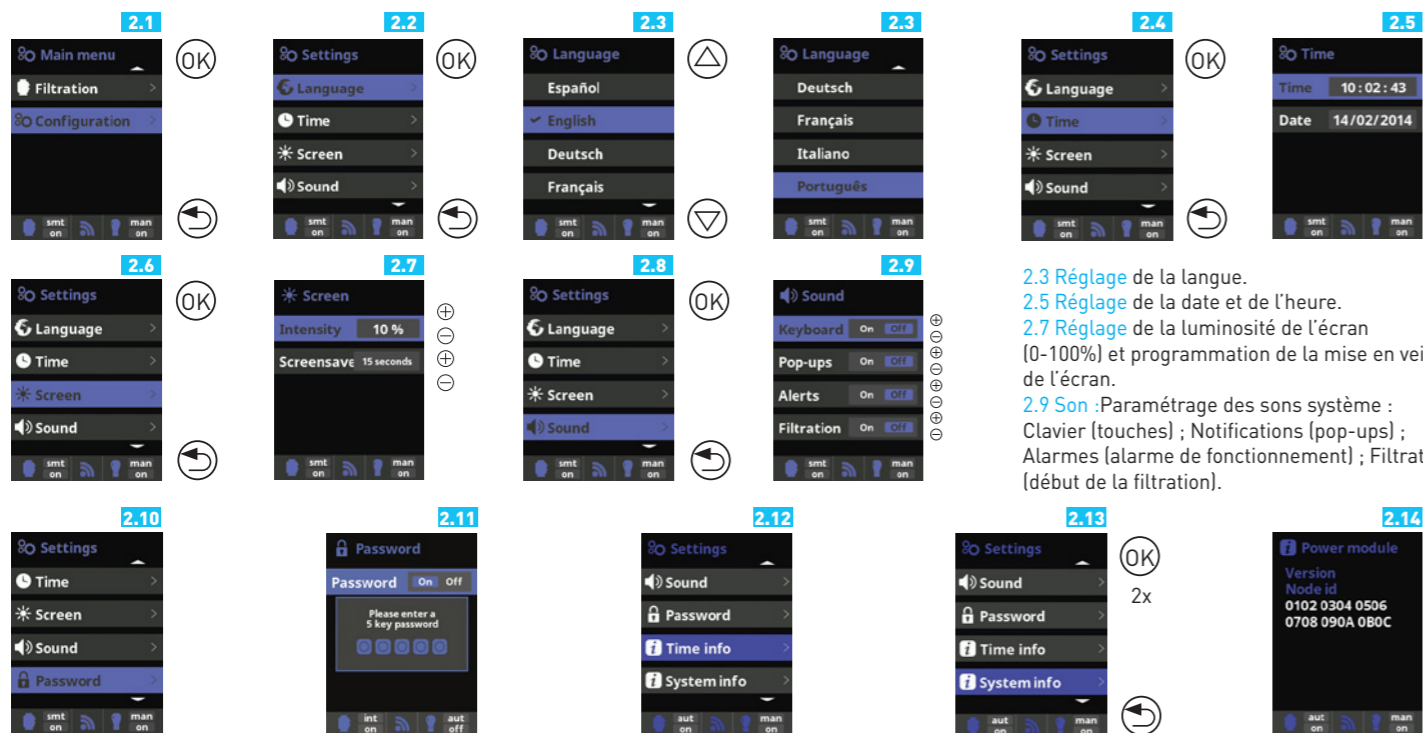 2.1
Main menu
Filtration
Configuration
smt on man on
OK
2.2
Settings
Language
Time
Screen
Sound
smt on man on
OK
2.3
Language
Español
English
Deutsch
Français
smt on man on
2.3
Language
Deutsch
Français
Italiano
Português
smt on man on
2.4
Settings
Language
Time
Screen
Sound
smt on man on
OK
2.5
Time
Time 10:02:43
Date 14/02/2014
smt on man on
2.6
Settings
Language
Time
Screen
Sound
smt on man on
OK
2.7
Screen
Intensity 10 %
Screensave 15 seconds
smt on man on
2.8
Settings
Language
Time
Screen
Sound
smt on man on
OK
2.9
Sound
Keyboard On Off
Pop-ups On Off
Alerts On Off
Filtration On Off
smt on man on
2.3 Réglage de la langue.
2.5 Réglage de la date et de l'heure.
2.7 Réglage de la luminosité de l'écran
(0-100%) et programmation de la mise en vei
de l'écran.
2.9 Son :Paramétrage des sons système :
Clavier (touches) ; Notifications (pop-ups) ;
Alarmes (alarme de fonctionnement) ; Filtrat
(début de la filtration).
2.10
Settings
Time
Screen
Sound
Password
smt on man on
2.11
Password
Password On Off
Please enter a
5 key password
int on aut off
2.12
Settings
Sound
Password
Time info
System info
aut on man on
2.13
Settings
Sound
Password
Time info
System info
aut on man on
OK
2x
2.14
Power module
Version
Node id
0102 0304 0506
0708 090A 0B0C
aut on man on